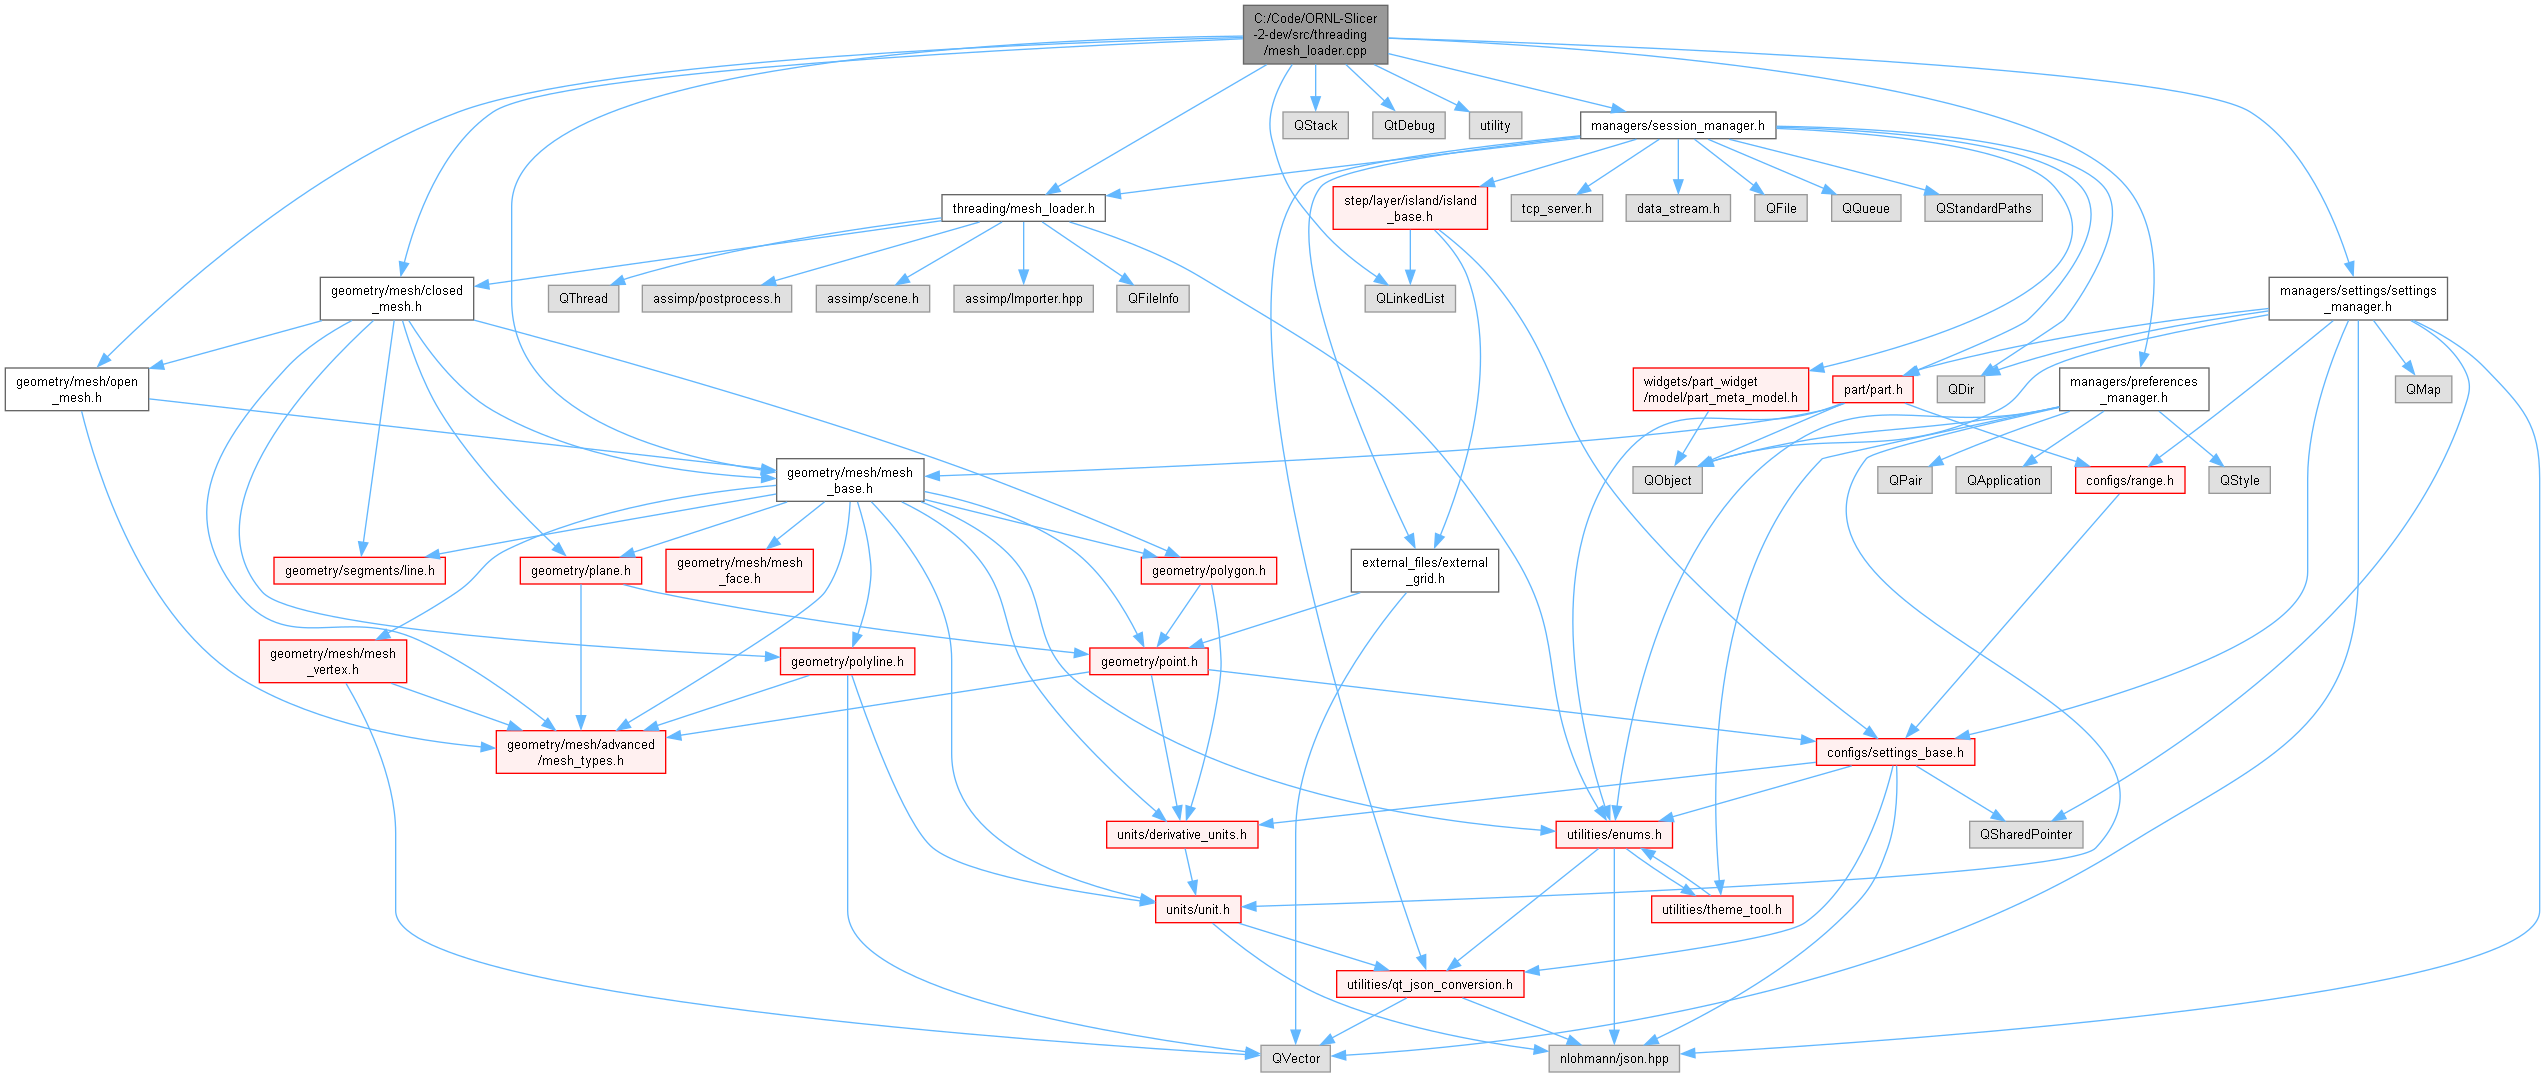 C:/Code/ORNL-Slicer
-2-dev/src/threading
/mesh_loader.cpp
QStack
QtDebug
utility
managers/session_manager.h
threading/mesh_loader.h
step/layer/island/island
_base.h
tcp_server.h
data_stream.h
QFile
QQueue
QStandardPaths
geometry/mesh/closed
_mesh.h
QThread
assimp/postprocess.h
assimp/scene.h
assimp/Importer.hpp
QFileInfo
QLinkedList
managers/settings/settings
_manager.h
geometry/mesh/open
_mesh.h
widgets/part_widget
/model/part_meta_model.h
part/part.h
QDir
managers/preferences
_manager.h
QMap
geometry/mesh/mesh
_base.h
QObject
QPair
QApplication
configs/range.h
QStyle
geometry/segments/line.h
geometry/plane.h
geometry/mesh/mesh
_face.h
geometry/polygon.h
external_files/external
_grid.h
geometry/mesh/mesh
_vertex.h
geometry/polyline.h
geometry/point.h
geometry/mesh/advanced
/mesh_types.h
configs/settings_base.h
units/derivative_units.h
utilities/enums.h
QSharedPointer
units/unit.h
utilities/theme_tool.h
utilities/qt_json_conversion.h
QVector
nlohmann/json.hpp